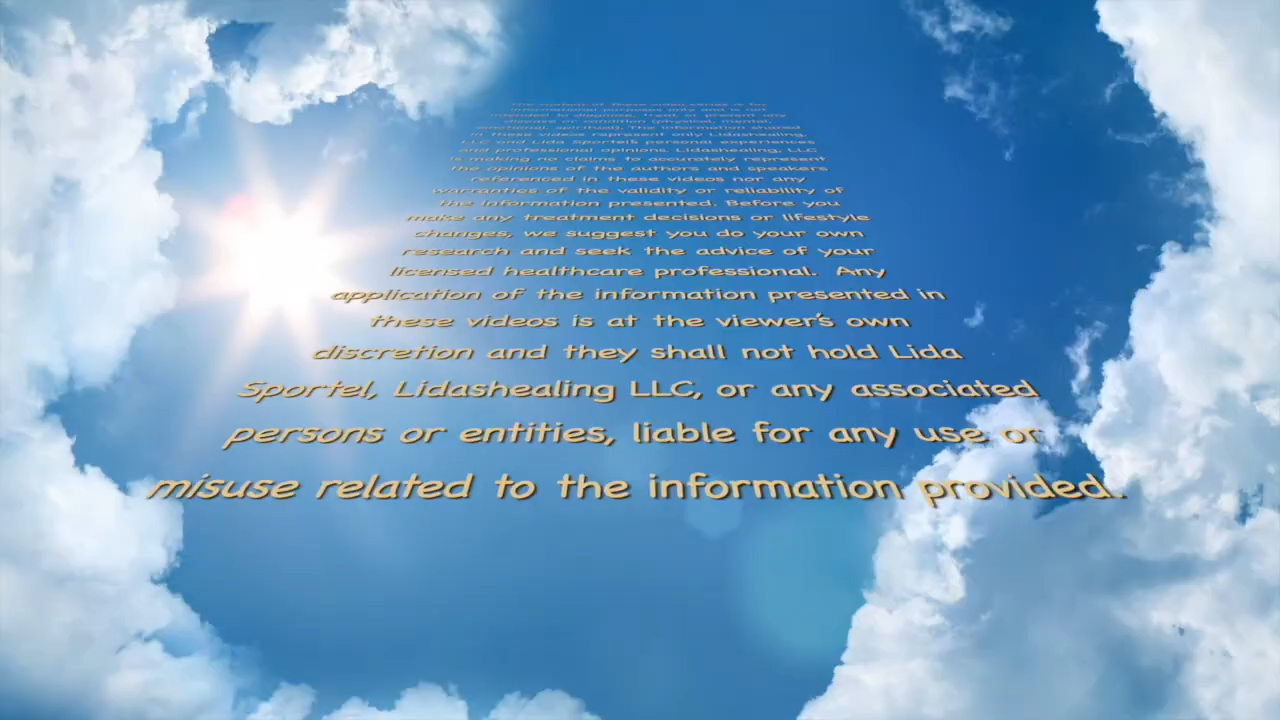 The content of these video series is for
informational purposes only and is not
intended to diagnose, treat, or prevent any
disease or condition (physical, mental,
emotional, spiritual). The information shared
in these videos represent only Lidashealing,
LLC and Lida Sportel's personal experiences
and professional opinions. Lidashealing, LLC
is making no claims to accurately represent
the opinions of the authors and speakers
referenced in these videos nor any
warranties of the validity or reliability of
the information presented. Before you
make any treatment decisions or lifestyle
changes, we suggest you do your own
research and seek the advice of your
licensed healthcare professional. Any
application of the information presented in
these videos is at the viewer's own
discretion and they shall not hold Lida
Sportel, Lidashealing LLC, or any associated
persons or entities, liable for any use or
misuse related to the information provided..